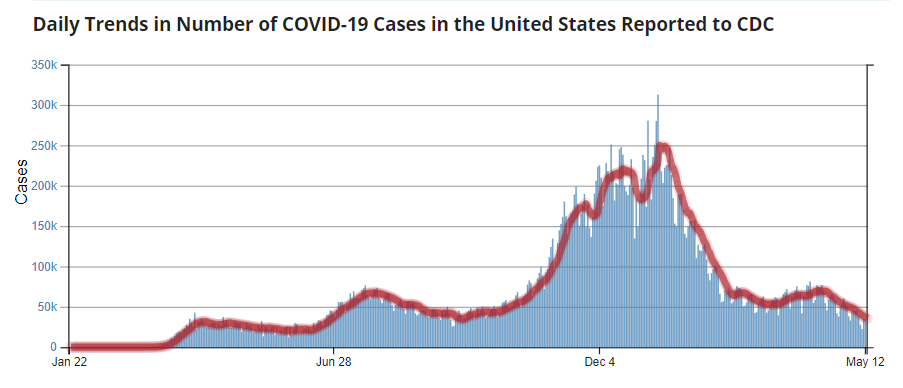 Daily Trends in Number of COVID-19 Cases in the United States Reported to CDC
350k
300k
250k
200k
150k
100k
50k
0
Cases
Jan 22 Jun 28 Dec 4 May 12